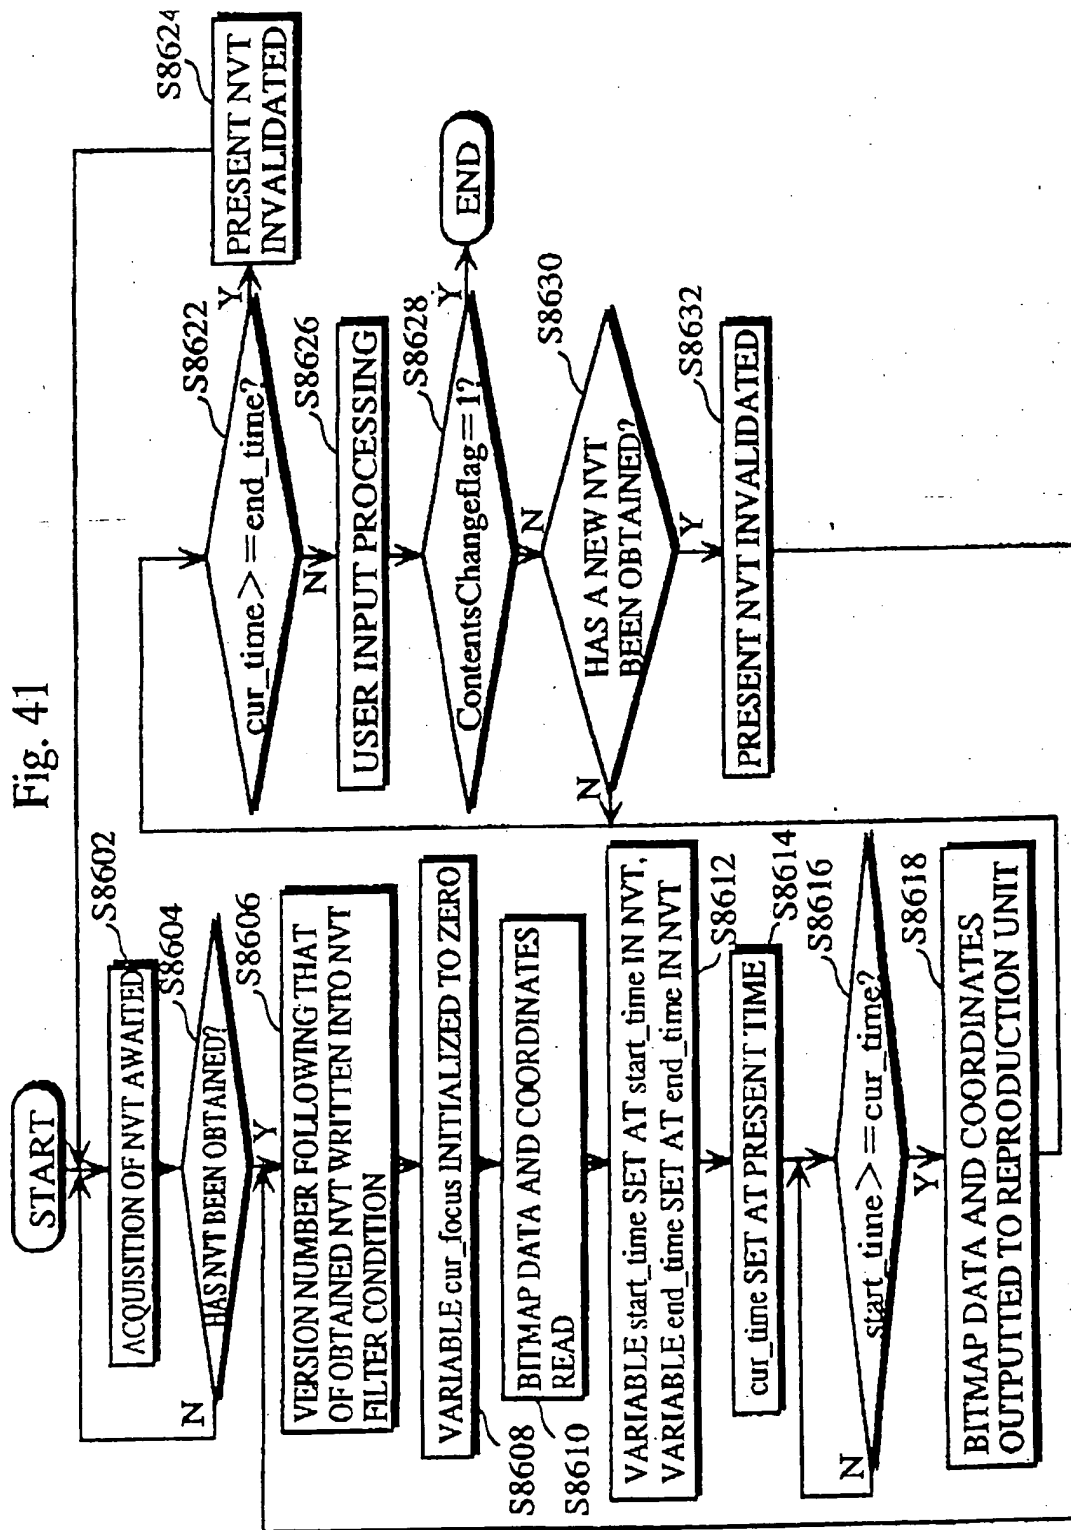 Fig. 41
START
ACQUISITION OF NVT AWAITED
S8602
HAS NVT BEEN OBTAINED?
S8604
N
Y
VERSION NUMBER FOLLOWING THAT
OF OBTAINED NVT WRITTEN INTO NVT
FILTER CONDITION
S8606
VARIABLE cur_focus INITIALIZED TO ZERO
S8608
BITMAP DATA AND COORDINATES
READ
S8610
VARIABLE start_time SET AT start_time IN NVT,
VARIABLE end_time SET AT end_time IN NVT
S8612
cur_time SET AT PRESENT TIME
S8614
start_time>=cur_time?
S8616
N
Y
BITMAP DATA AND COORDINATES
OUTPUTTED TO REPRODUCTION UNIT
S8618
cur_time>=end_time?
S8622
Y
N
PRESENT NVT
INVALIDATED
S8624
USER INPUT PROCESSING
S8626
ContentsChangeflag=1?
S8628
Y
N
END
HAS A NEW NVT
BEEN OBTAINED?
S8630
N
Y
PRESENT NVT INVALIDATED
S8632